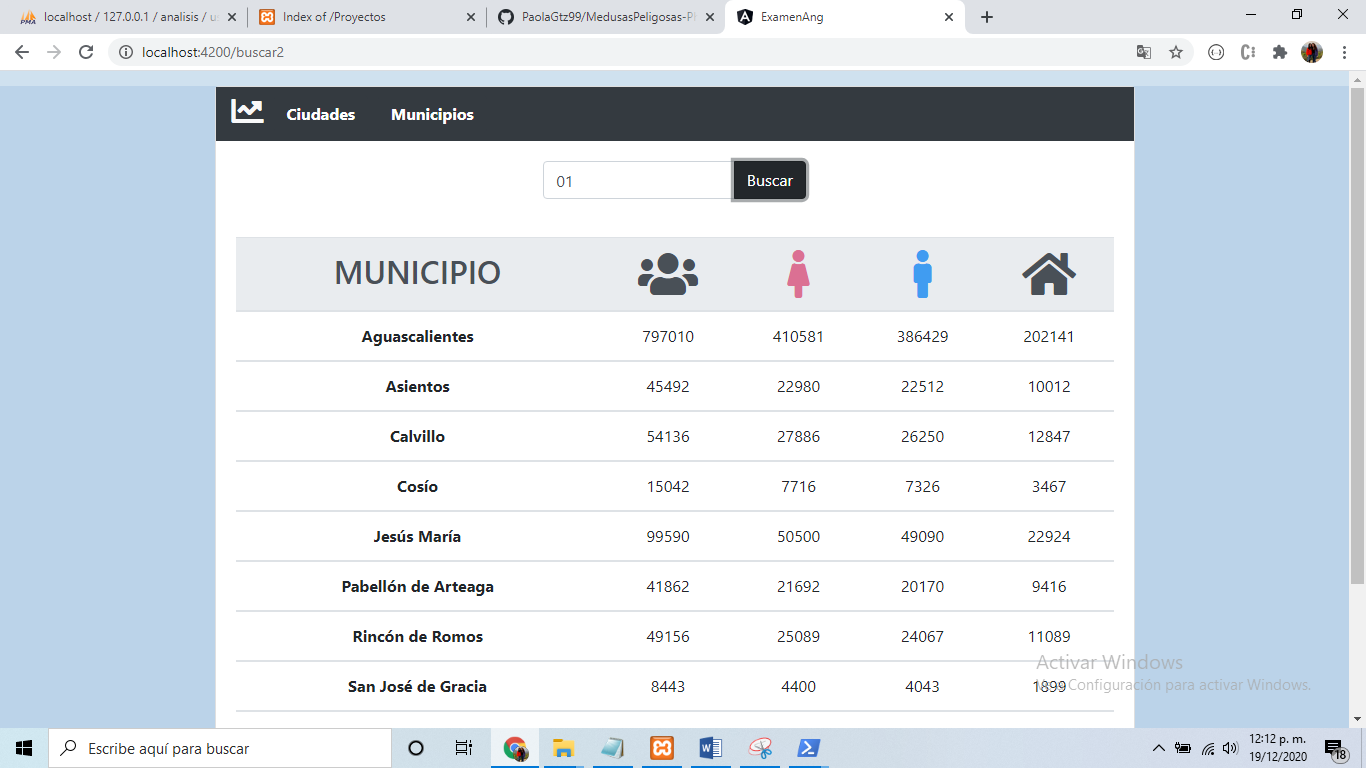 localhost / 127.0.0.1 / analisis / u
Index of /Proyectos
PaolaGtz99/MedusasPeligosas-P
ExamenAng
localhost:4200/buscar2
Ciudades Municipios
01 Buscar
MUNICIPIO
Aguascalientes 797010 410581 386429 202141
Asientos 45492 22980 22512 10012
Calvillo 54136 27886 26250 12847
Cosío 15042 7716 7326 3467
Jesús María 99590 50500 49090 22924
Pabellón de Arteaga 41862 21692 20170 9416
Rincón de Romos 49156 25089 24067 11089
San José de Gracia 8443 4400 4043 1899
Activar Windows
Configuración para activar Windows.
Escribe aquí para buscar
12:12 p. m.
19/12/2020
18